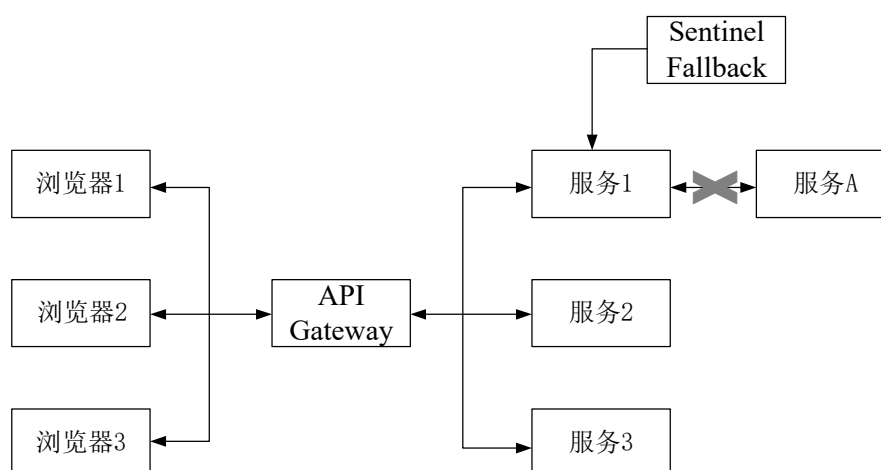 Sentinel
Fallback
浏览器1
服务1
服务A
浏览器2
API
Gateway
服务2
浏览器3
服务3